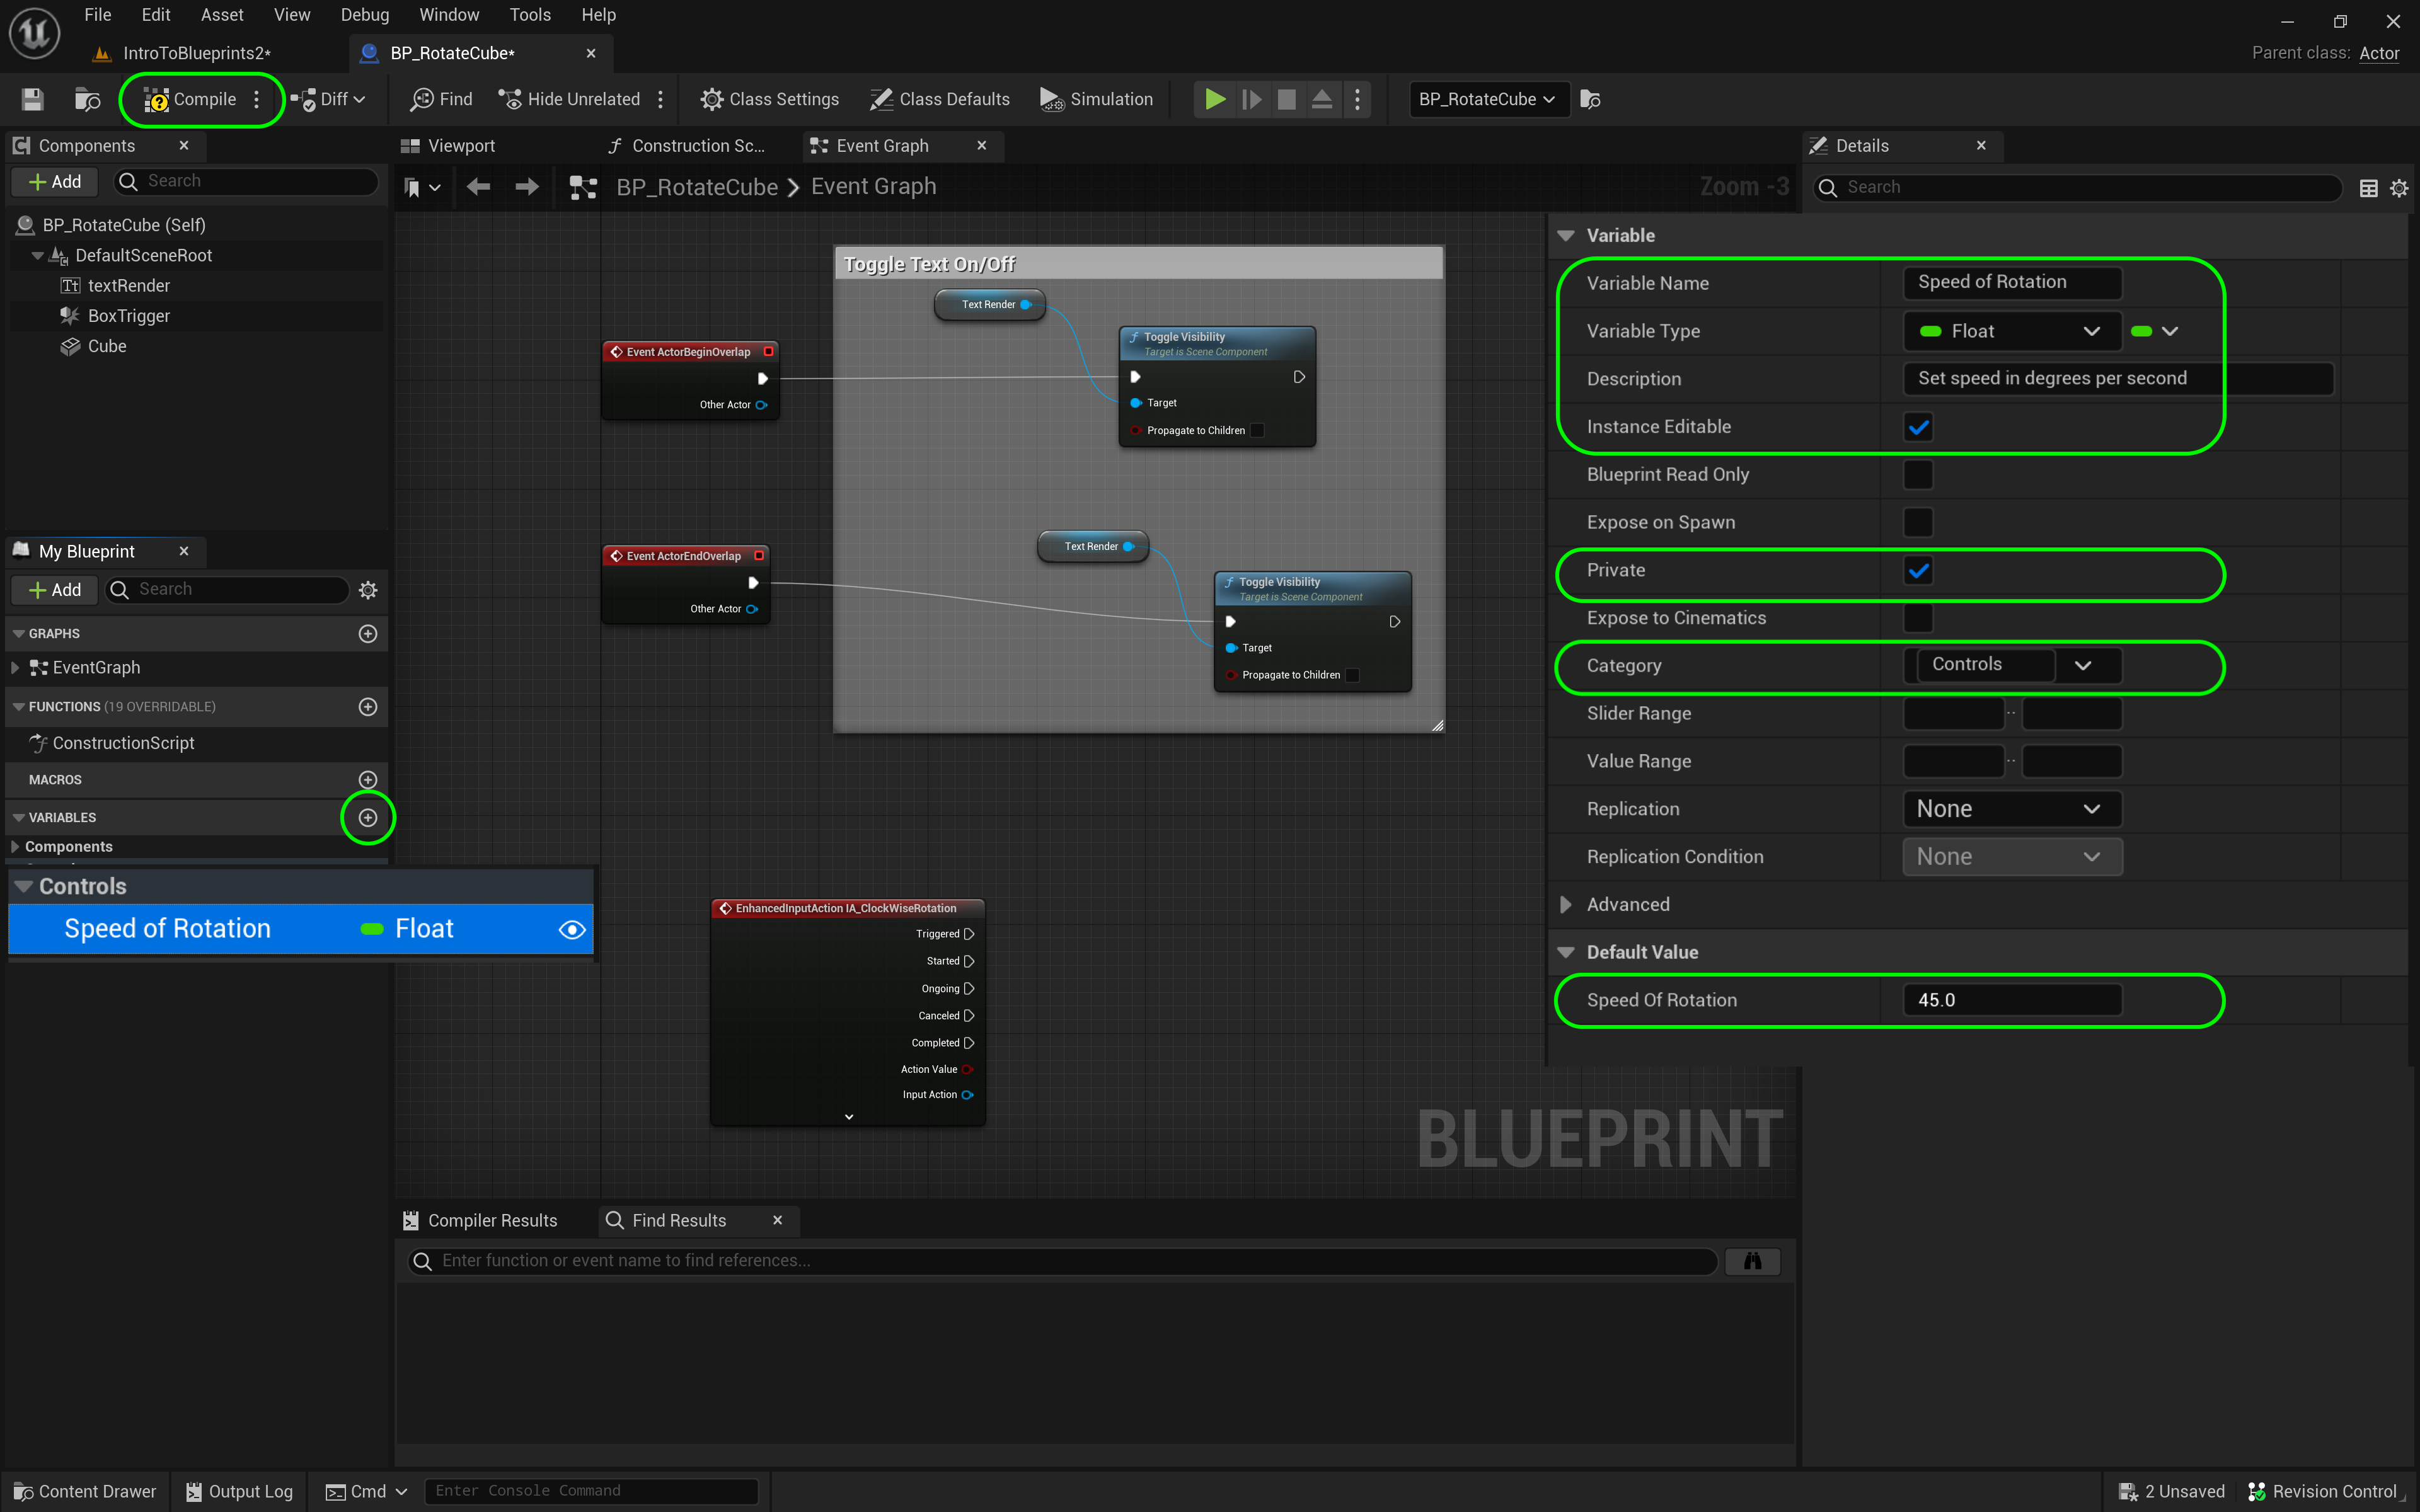 File Edit Asset View Debug Window Tools Help
IntroToBlueprints2*
BP_RotateCube*
Parent class: Actor
Compile
Diff
Find
Hide Unrelated
Class Settings
Class Defaults
Simulation
BP_RotateCube
Components
Add
Search
BP_RotateCube (Self)
DefaultSceneRoot
textRender
BoxTrigger
Cube
My Blueprint
Add
Search
GRAPHS
EventGraph
FUNCTIONS (19 OVERRIDABLE)
ConstructionScript
MACROS
VARIABLES
Components
Controls
Speed of Rotation Float
Viewport
Construction Sc...
Event Graph
BP_RotateCube > Event Graph
Zoom -3
Toggle Text On/Off
Text Render
Toggle Visibility
Target is Scene Component
Target
Propagate to Children
Event ActorBeginOverlap
Other Actor
Text Render
Toggle Visibility
Target is Scene Component
Target
Propagate to Children
Event ActorEndOverlap
Other Actor
EnhancedInputAction IA_ClockWiseRotation
Triggered
Started
Ongoing
Canceled
Completed
Action Value
Input Action
BLUEPRINT
Details
Search
Variable
Variable Name Speed of Rotation
Variable Type Float
Description Set speed in degrees per second
Instance Editable
Blueprint Read Only
Expose on Spawn
Private
Expose to Cinematics
Category Controls
Slider Range
Value Range
Replication None
Replication Condition None
Advanced
Default Value
Speed Of Rotation 45.0
Compiler Results
Find Results
Enter function or event name to find references...
Content Drawer
Output Log
Cmd
Enter Console Command
2 Unsaved
Revision Control